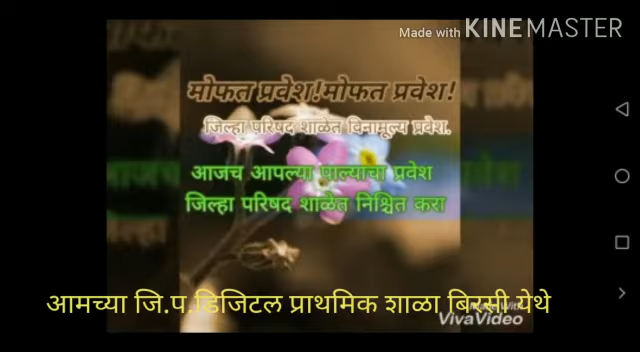 Made with KINEMASTER
मोफत प्रवेश!मोफत प्रवेश!
जिल्हा परिषद शाळेत विनामूल्य प्रवेश.
आजच आपल्या पाल्याचा प्रवेश
जिल्हा परिषद शाळेत निश्चित करा
आमच्या जि.प.डिजिटल प्राथमिक शाळा बिरसी येथे
VivaVideo